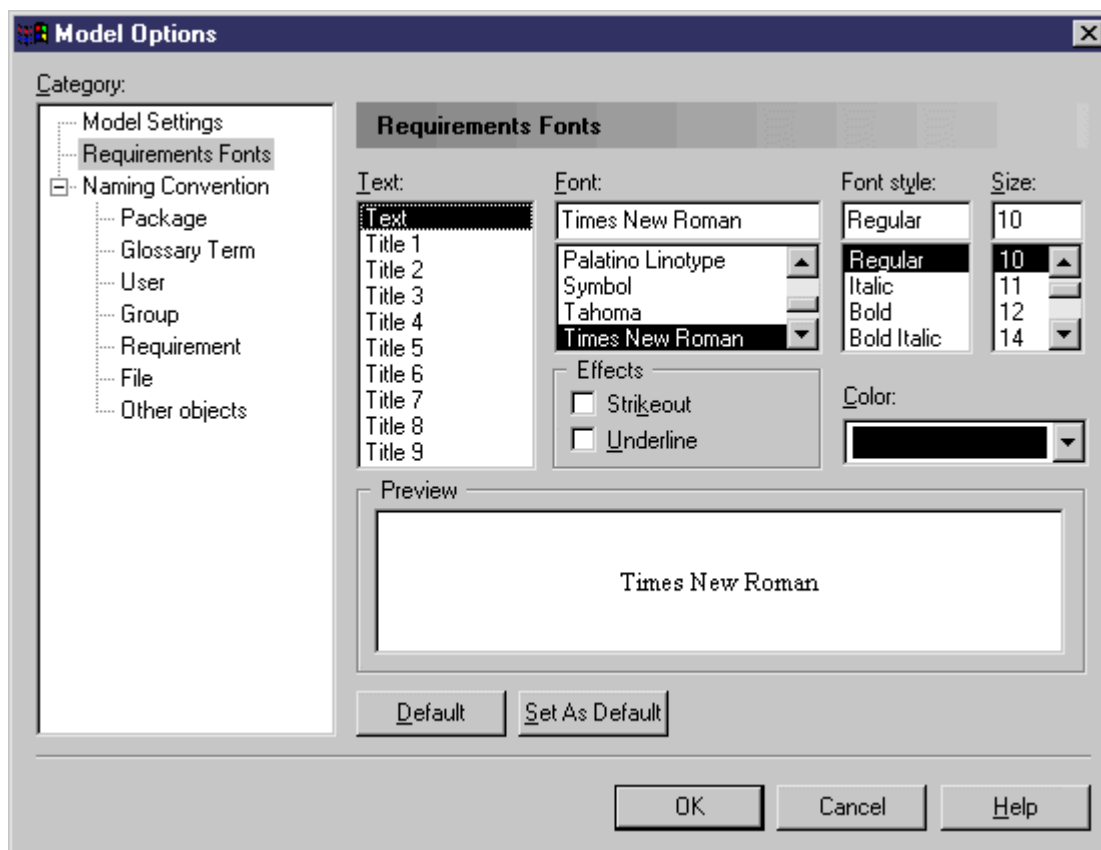 Model Options
Category:
Model Settings
Requirements Fonts
Naming Convention
Package
Glossary Term
User
Group
Requirement
File
Other objects
Requirements Fonts
Text:
Text
Title 1
Title 2
Title 3
Title 4
Title 5
Title 6
Title 7
Title 8
Title 9
Font:
Times New Roman
Palatino Linotype
Symbol
Tahoma
Times New Roman
Font style:
Regular
Regular
Italic
Bold
Bold Italic
Size:
10
10
11
12
14
Effects
Strikeout
Underline
Color:
Preview
Times New Roman
Default
Set As Default
OK
Cancel
Help